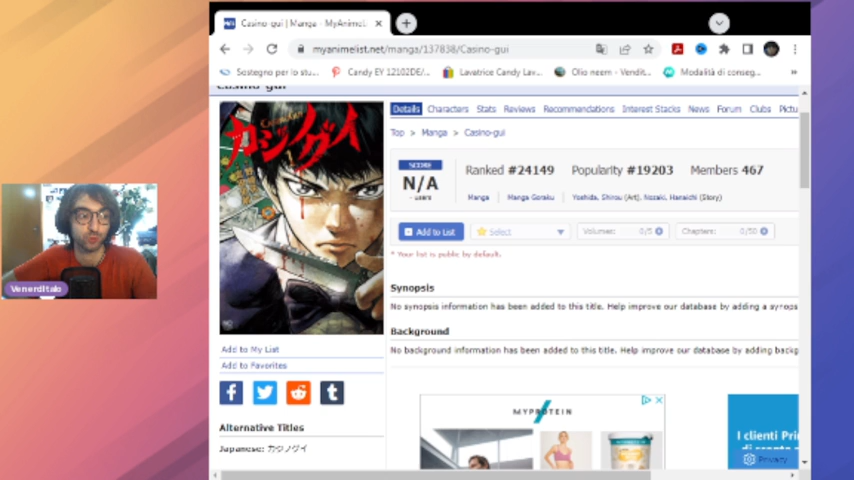 Casino-gui | Manga - MyAnimeli
myanimelist.net/manga/137838/Casino-gui
Sostegno per lo stu...
Candy EY 12102DE/...
Lavatrice Candy Lav...
Olio neem - Vendit...
Modalità di conseg...
Casino-gui
Details Characters Stats Reviews Recommendations Interest Stacks News Forum Clubs Pictu
Top > Manga > Casino-gui
カジノグイ
SCORE
N/A
- users
Ranked #24149 Popularity #19203 Members 467
Manga Manga Goraku Yoshida, Shirou (Art), Nozaki, Hanaichi (Story)
Add to List
Select
Volumes: 0/5
Chapters: 0/50
* Your list is public by default.
Synopsis
No synopsis information has been added to this title. Help improve our database by adding a synops
Background
No background information has been added to this title. Help improve our database by adding backg
VenerdItalo
Add to My List
Add to Favorites
Alternative Titles
Japanese: カジノグイ
MYPROTEIN
I clienti Pri
Privacy